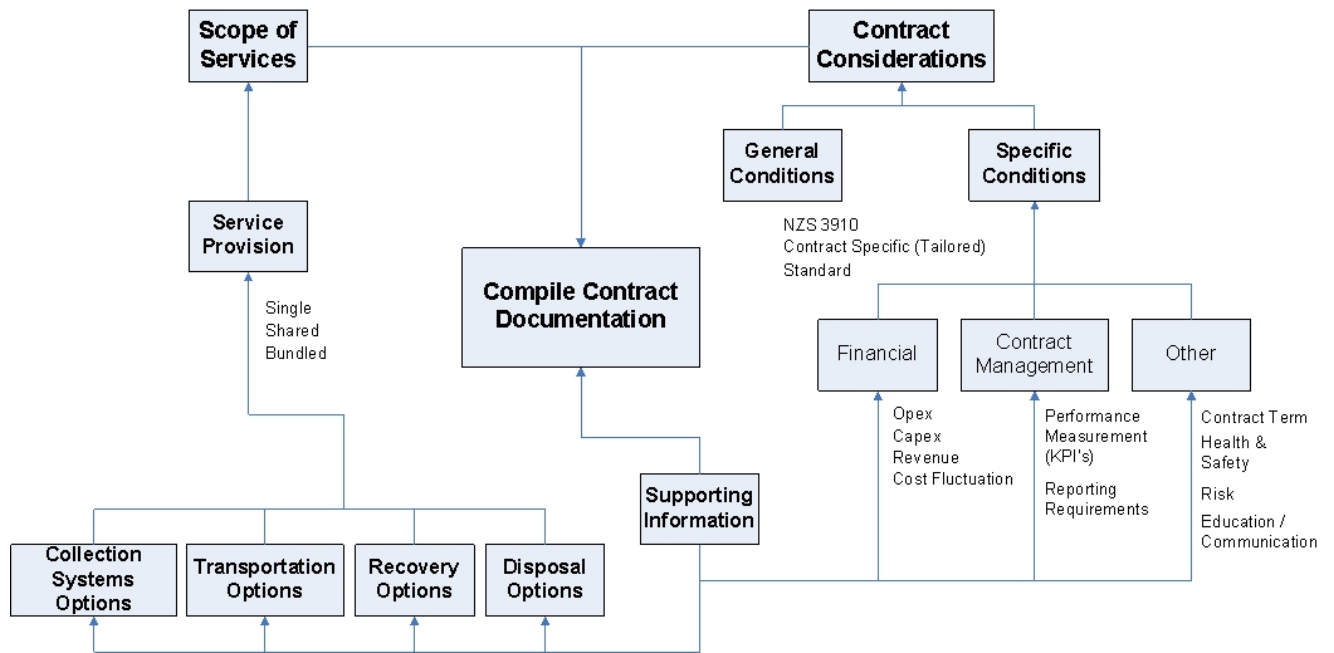 Scope of
Services
Contract
Considerations
General
Conditions
Specific
Conditions
Service
Provision
NZS 3910
Contract Specific (Tailored)
Standard
Compile Contract
Documentation
Single
Shared
Bundled
Financial
Contract
Management
Other
Opex
Capex
Revenue
Cost Fluctuation
Performance
Measurement
(KPI's)
Reporting
Requirements
Contract Term
Health &
Safety
Risk
Education /
Communication
Supporting
Information
Collection
Systems
Options
Transportation
Options
Recovery
Options
Disposal
Options